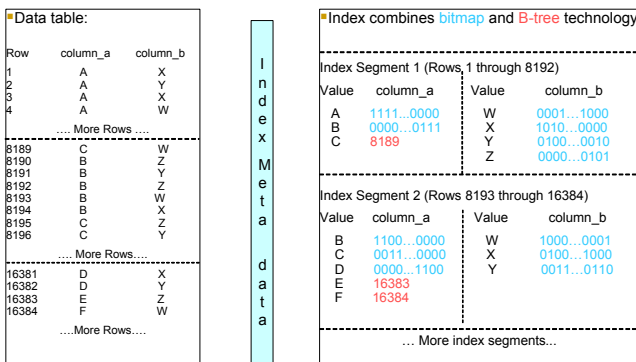 Data table:
Row column_a column_b
1 A X
2 A Y
3 A X
4 A W
.... More Rows ....
8189 C W
8190 B Z
8191 B Y
8192 B Z
8193 B W
8194 B X
8195 C Z
8196 C Y
.... More Rows....
16381 D X
16382 D Y
16383 E Z
16384 F W
....More Rows....
Index Meta data
Index combines bitmap and B-tree technology
Index Segment 1 (Rows 1 through 8192)
Value column_a Value column_b
A 1111...0000 W 0001...1000
B 0000...0111 X 1010...0000
C 8189 Y 0100...0010
Z 0000...0101
Index Segment 2 (Rows 8193 through 16384)
Value column_a Value column_b
B 1100...0000 W 1000...0001
C 0011...0000 X 0100...1000
D 0000...1100 Y 0011...0110
E 16383
F 16384
... More index segments...